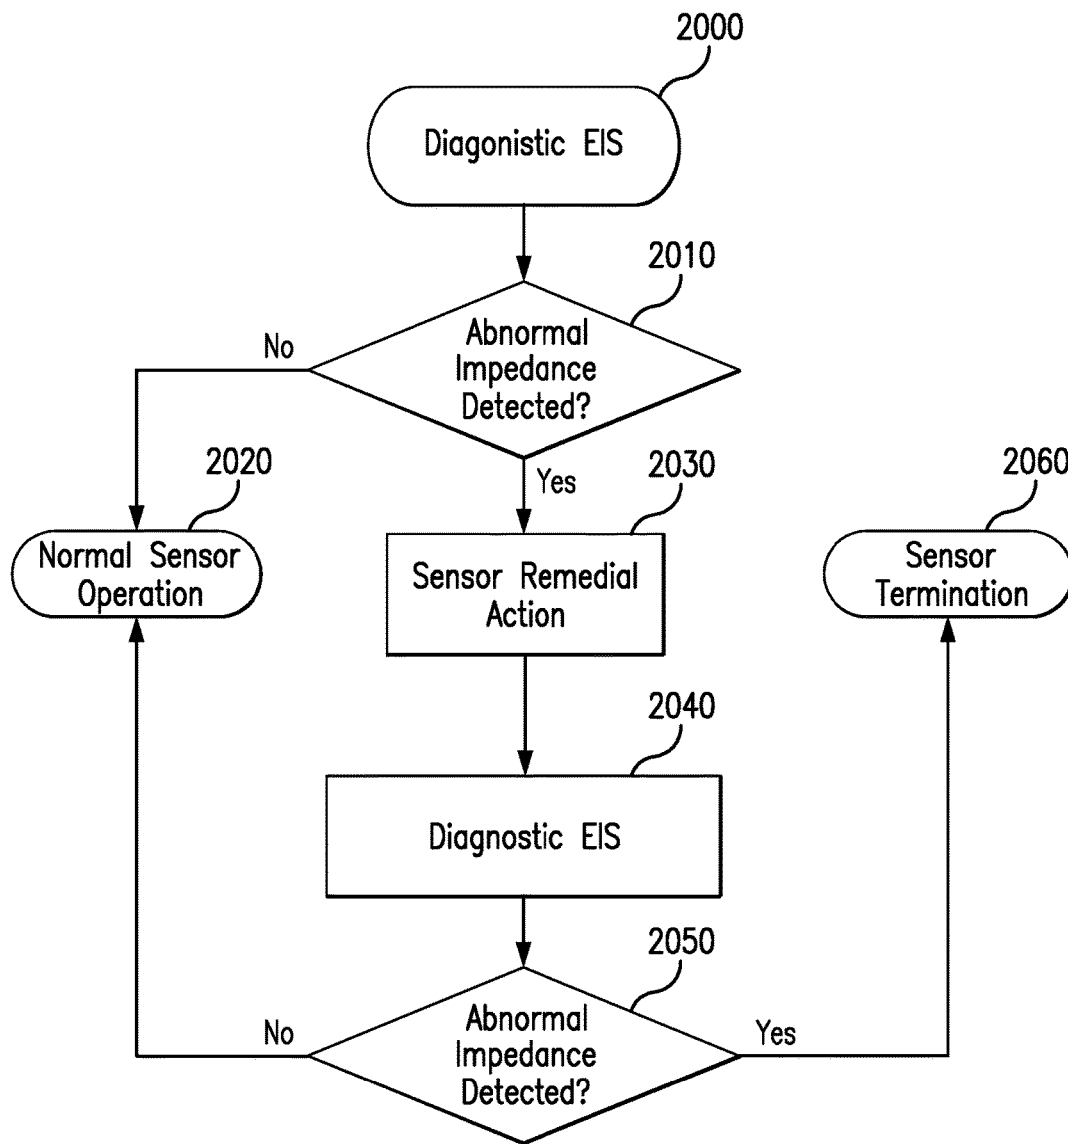 2000
Diagonistic EIS
2010
Abnormal
Impedance
Detected?
No
Yes
2020
Normal Sensor
Operation
2030
Sensor Remedial
Action
2060
Sensor
Termination
2040
Diagnostic EIS
2050
Abnormal
Impedance
Detected?
No
Yes